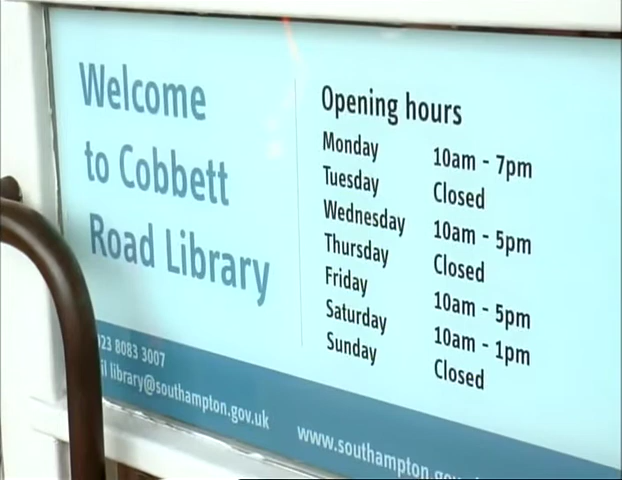 Welcome
to Cobbett
Road Library
Opening hours
Monday 10am - 7pm
Tuesday Closed
Wednesday 10am - 5pm
Thursday Closed
Friday 10am - 5pm
Saturday 10am - 1pm
Sunday Closed
023 8083 3007
library@southampton.gov.uk
www.southampton.gov